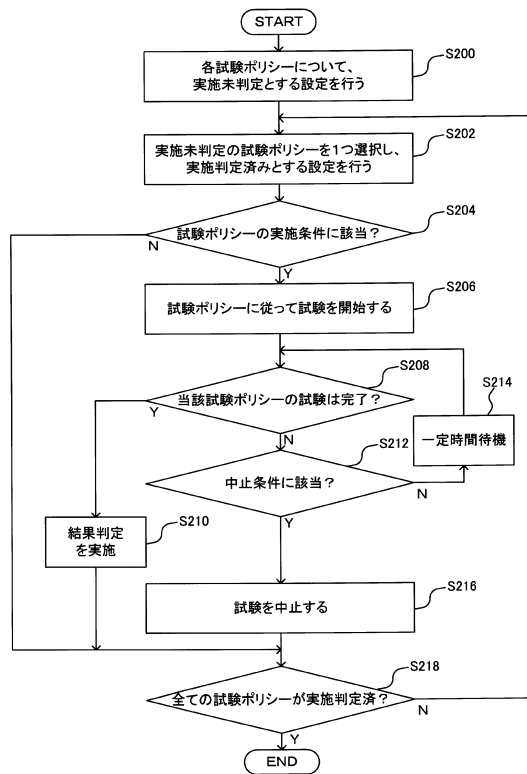 START
各試験ポリシーについて、
実施未判定とする設定を行う
S200
実施未判定の試験ポリシーを1つ選択し、
実施判定済みとする設定を行う
S202
試験ポリシーの実施条件に該当?
S204
N
Y
試験ポリシーに従って試験を開始する
S206
当該試験ポリシーの試験は完了?
S208
Y
N
S214
一定時間待機
中止条件に該当?
S212
N
Y
結果判定
を実施
S210
試験を中止する
S216
全ての試験ポリシーが実施判定済?
S218
N
Y
END